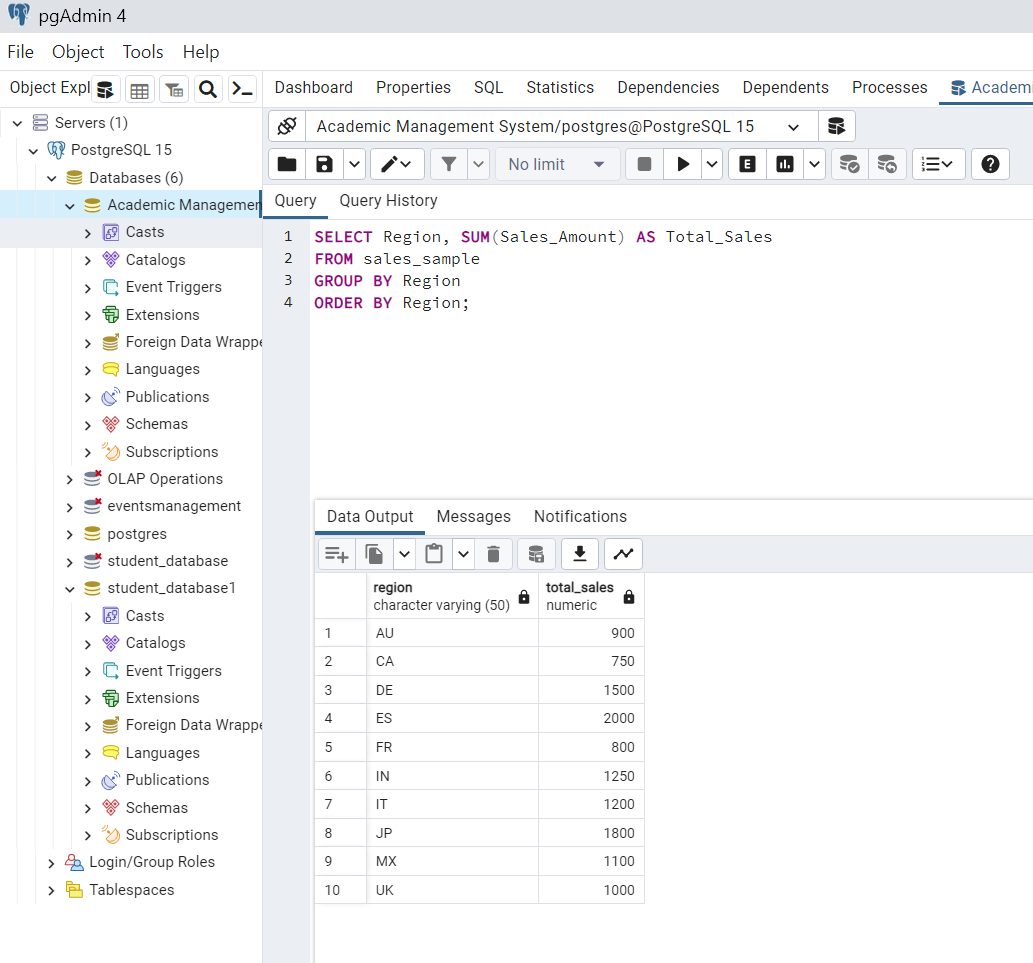 pgAdmin 4
File Object Tools Help
Object Expl
Dashboard Properties SQL Statistics Dependencies Dependents Processes Academi
Servers (1)
PostgreSQL 15
Databases (6)
Academic Managemen
Casts
Catalogs
Event Triggers
Extensions
Foreign Data Wrappe
Languages
Publications
Schemas
Subscriptions
OLAP Operations
eventsmanagement
postgres
student_database
student_database1
Casts
Catalogs
Event Triggers
Extensions
Foreign Data Wrappe
Languages
Publications
Schemas
Subscriptions
Login/Group Roles
Tablespaces
Academic Management System/postgres@PostgreSQL 15
No limit E
Query Query History
1 SELECT Region, SUM(Sales_Amount) AS Total_Sales
2 FROM sales_sample
3 GROUP BY Region
4 ORDER BY Region;
Data Output Messages Notifications
region total_sales
character varying (50) numeric
1 AU 900
2 CA 750
3 DE 1500
4 ES 2000
5 FR 800
6 IN 1250
7 IT 1200
8 JP 1800
9 MX 1100
10 UK 1000